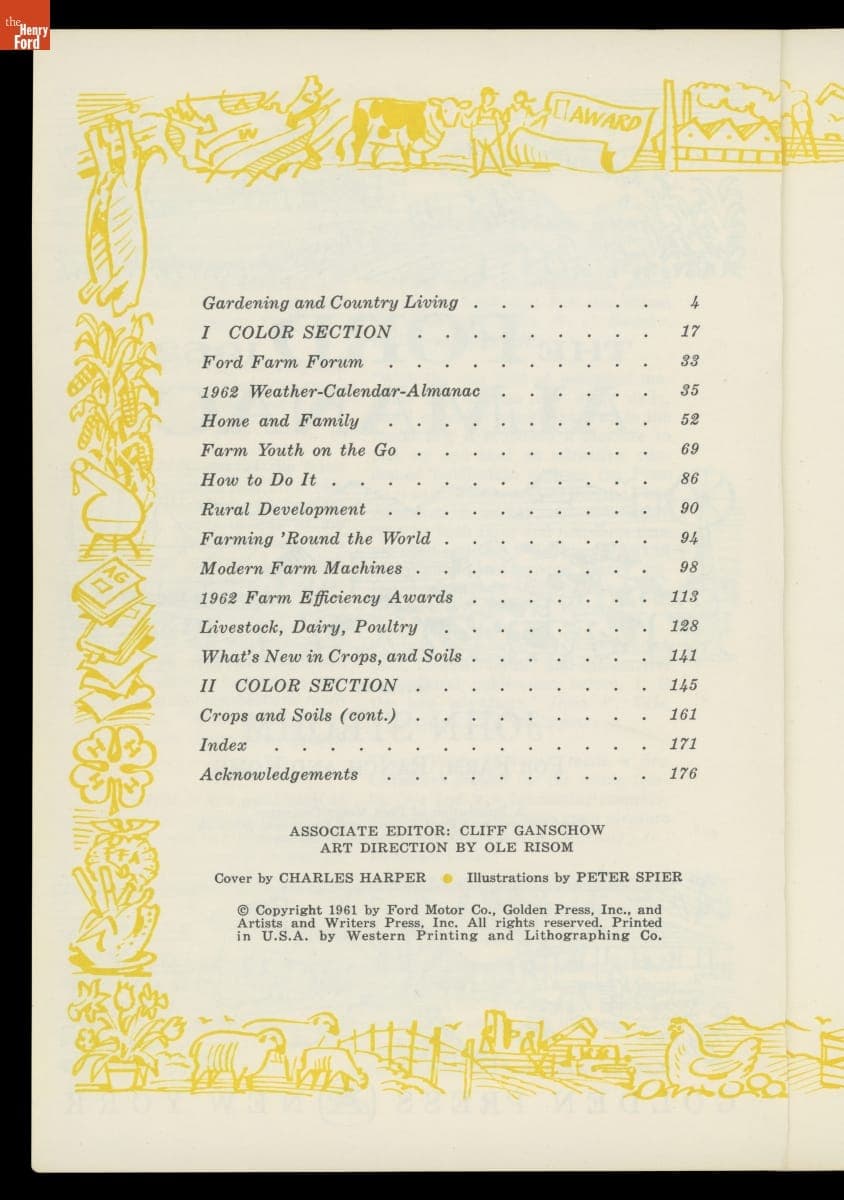 the
Henry
Ford
AWARD
Gardening and Country Living . . . . . . . 4
I COLOR SECTION . . . . . . . . . 17
Ford Farm Forum . . . . . . . . . . 33
1962 Weather-Calendar-Almanac . . . . . . 35
Home and Family . . . . . . . . . . 52
Farm Youth on the Go . . . . . . . . . 69
How to Do It . . . . . . . . . . . . 86
Rural Development . . . . . . . . . . 90
Farming ’Round the World . . . . . . . . 94
Modern Farm Machines . . . . . . . . . 98
1962 Farm Efficiency Awards . . . . . . . 113
Livestock, Dairy, Poultry . . . . . . . . 128
What’s New in Crops, and Soils . . . . . . . 141
II COLOR SECTION . . . . . . . . . 145
Crops and Soils (cont.) . . . . . . . . . 161
Index . . . . . . . . . . . . . . 171
Acknowledgements . . . . . . . . . . 176
AG
H H
H H
ASSOCIATE EDITOR: CLIFF GANSCHOW
ART DIRECTION BY OLE RISOM
Cover by CHARLES HARPER ● Illustrations by PETER SPIER
© Copyright 1961 by Ford Motor Co., Golden Press, Inc., and
Artists and Writers Press, Inc. All rights reserved. Printed
in U.S.A. by Western Printing and Lithographing Co.